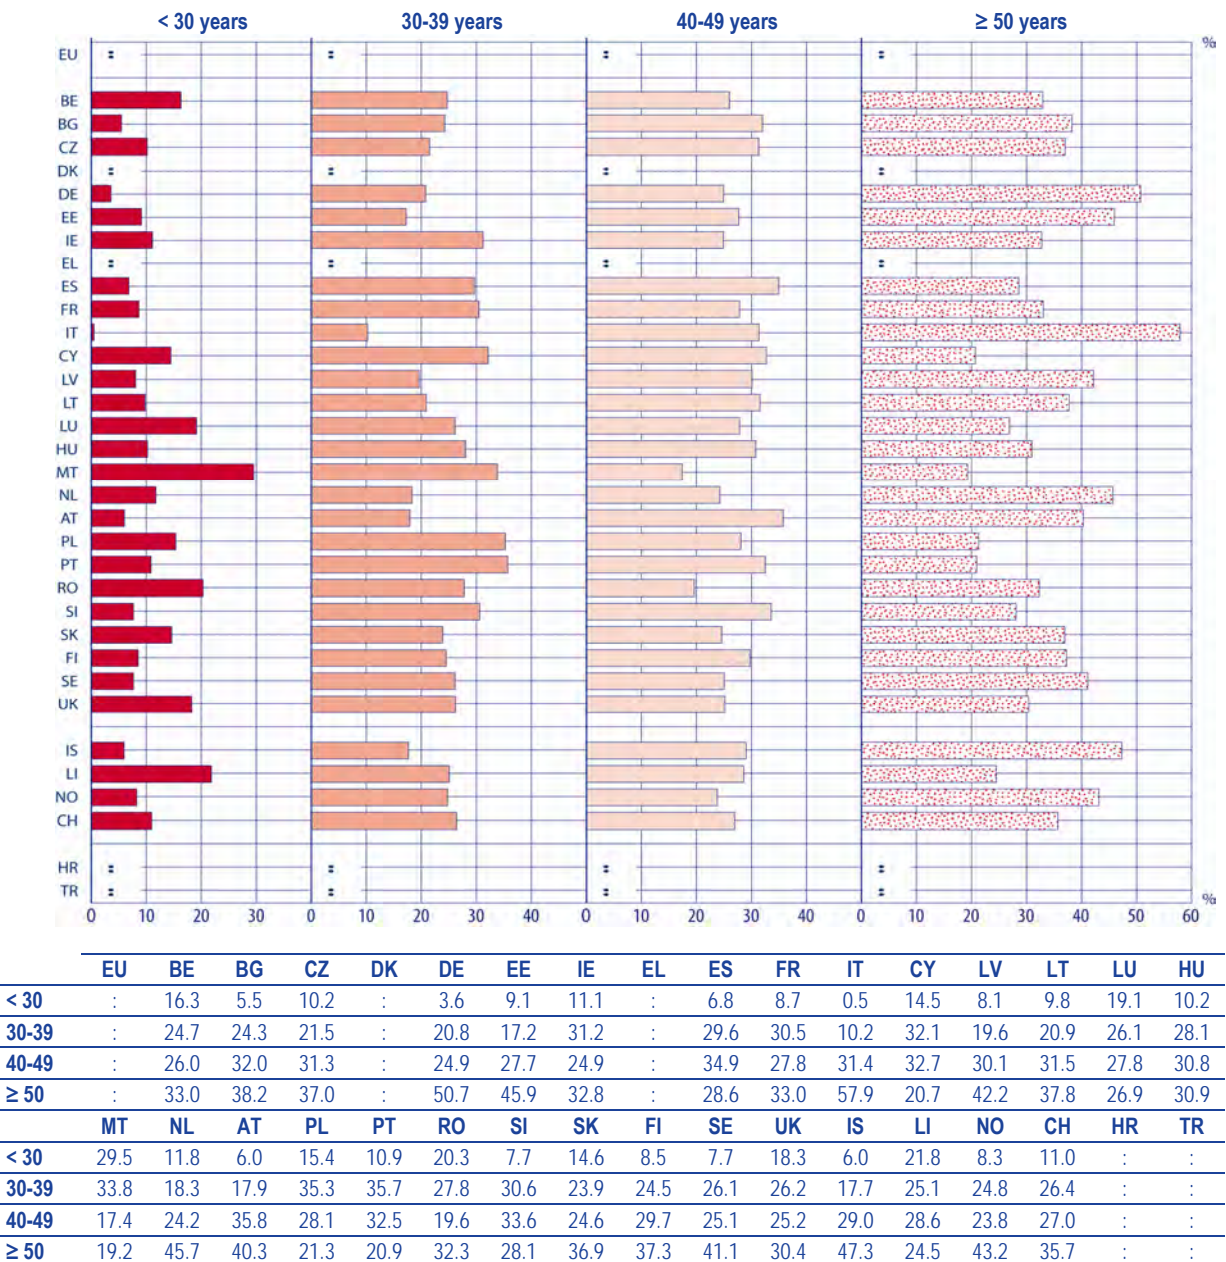 < 30 years 30-39 years 40-49 years ≥ 50 years
%
EU : : : :
BE
BG
CZ
DK : : : :
DE
EE
IE
EL : : : :
ES
FR
IT
CY
LV
LT
LU
HU
MT
NL
AT
PL
PT
RO
SI
SK
FI
SE
UK
IS
LI
NO
CH
HR : : : :
TR : : : :
%
0 10 20 30 0 10 20 30 40 0 10 20 30 40 0 10 20 30 40 50 60
EU BE BG CZ DK DE EE IE EL ES FR IT CY LV LT LU HU
< 30 : 16.3 5.5 10.2 : 3.6 9.1 11.1 : 6.8 8.7 0.5 14.5 8.1 9.8 19.1 10.2
30-39 : 24.7 24.3 21.5 : 20.8 17.2 31.2 : 29.6 30.5 10.2 32.1 19.6 20.9 26.1 28.1
40-49 : 26.0 32.0 31.3 : 24.9 27.7 24.9 : 34.9 27.8 31.4 32.7 30.1 31.5 27.8 30.8
≥ 50 : 33.0 38.2 37.0 : 50.7 45.9 32.8 : 28.6 33.0 57.9 20.7 42.2 37.8 26.9 30.9
MT NL AT PL PT RO SI SK FI SE UK IS LI NO CH HR TR
< 30 29.5 11.8 6.0 15.4 10.9 20.3 7.7 14.6 8.5 7.7 18.3 6.0 21.8 8.3 11.0 : :
30-39 33.8 18.3 17.9 35.3 35.7 27.8 30.6 23.9 24.5 26.1 26.2 17.7 25.1 24.8 26.4 : :
40-49 17.4 24.2 35.8 28.1 32.5 19.6 33.6 24.6 29.7 25.1 25.2 29.0 28.6 23.8 27.0 : :
≥ 50 19.2 45.7 40.3 21.3 20.9 32.3 28.1 36.9 37.3 41.1 30.4 47.3 24.5 43.2 35.7 : :